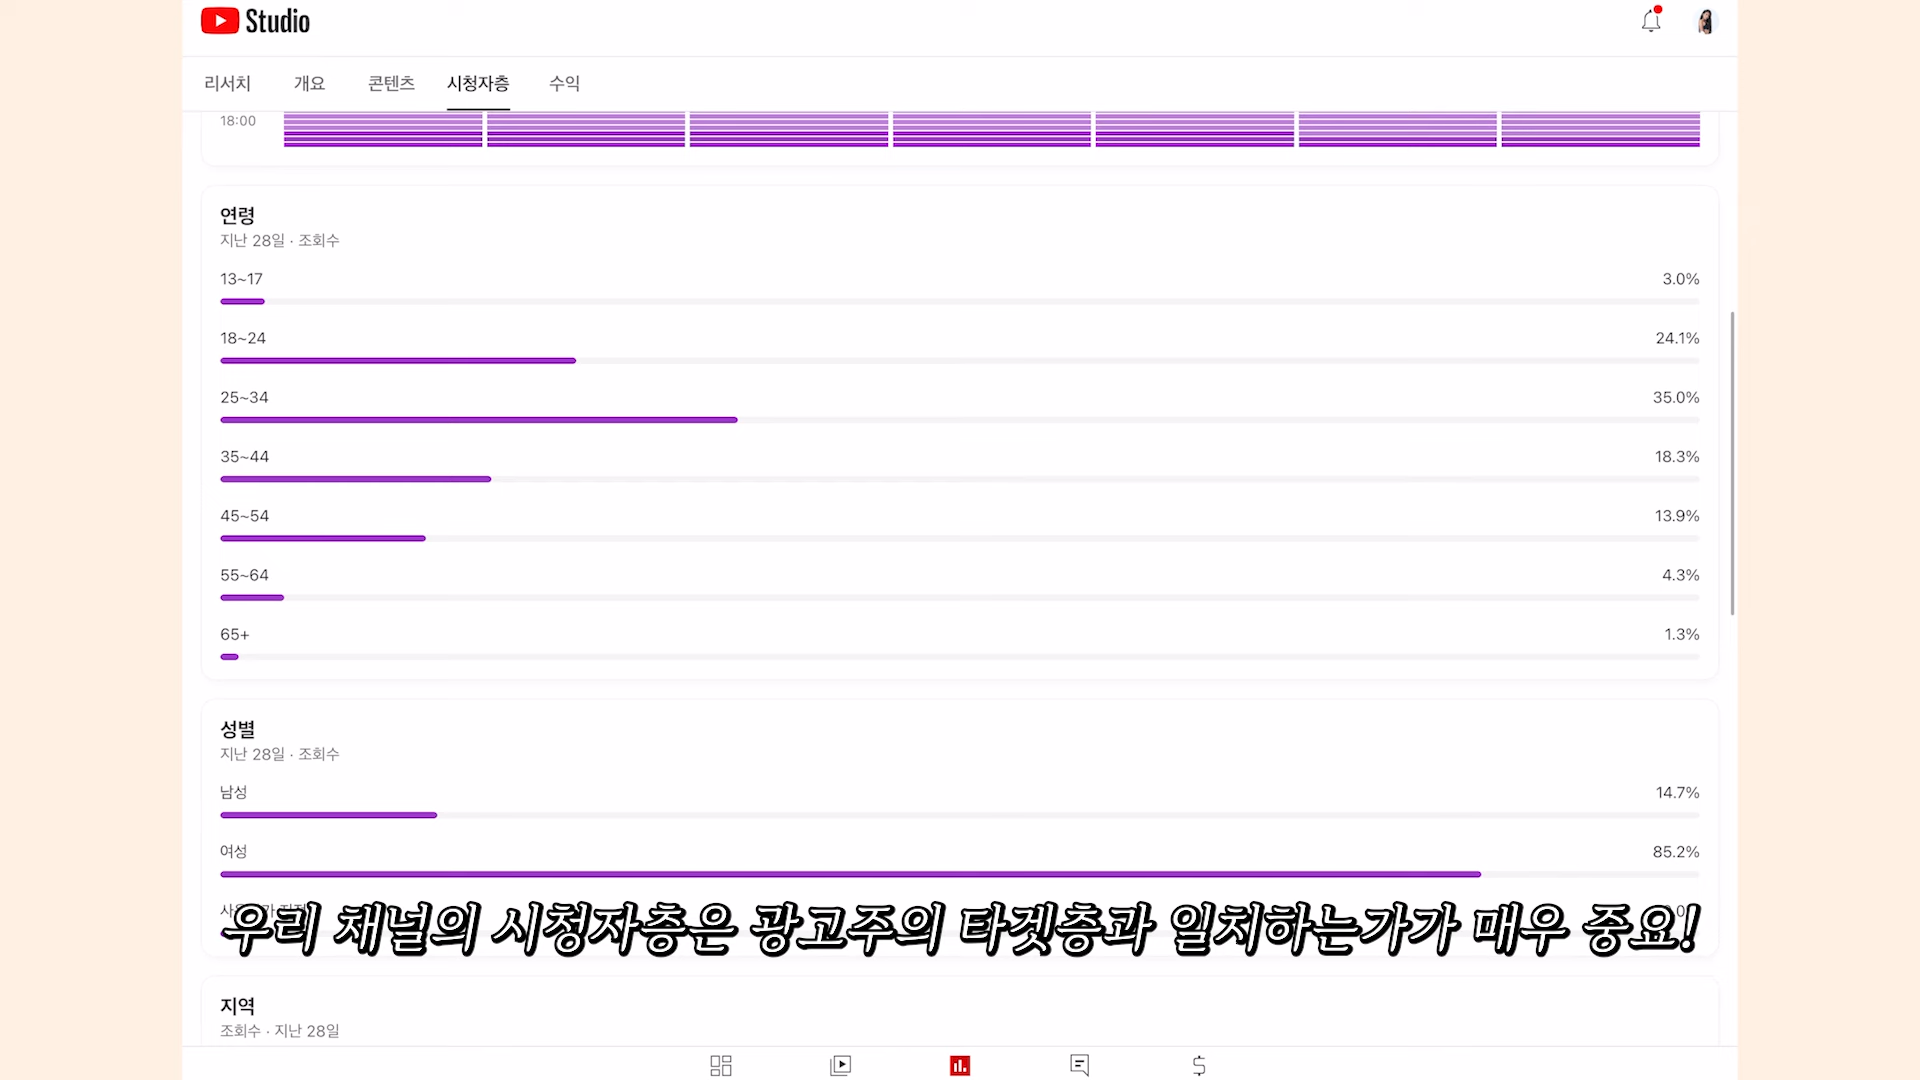 Studio
리서치 개요 콘텐츠 시청자층 수익
18:00
연령
지난 28일 · 조회수
13~17 3.0%
18~24 24.1%
25~34 35.0%
35~44 18.3%
45~54 13.9%
55~64 4.3%
65+ 1.3%
성별
지난 28일 · 조회수
남성 14.7%
여성 85.2%
우리 채널의 시청자층은 광고주의 타겟층과 일치하는가가 매우 중요!
지역
조회수 · 지난 28일